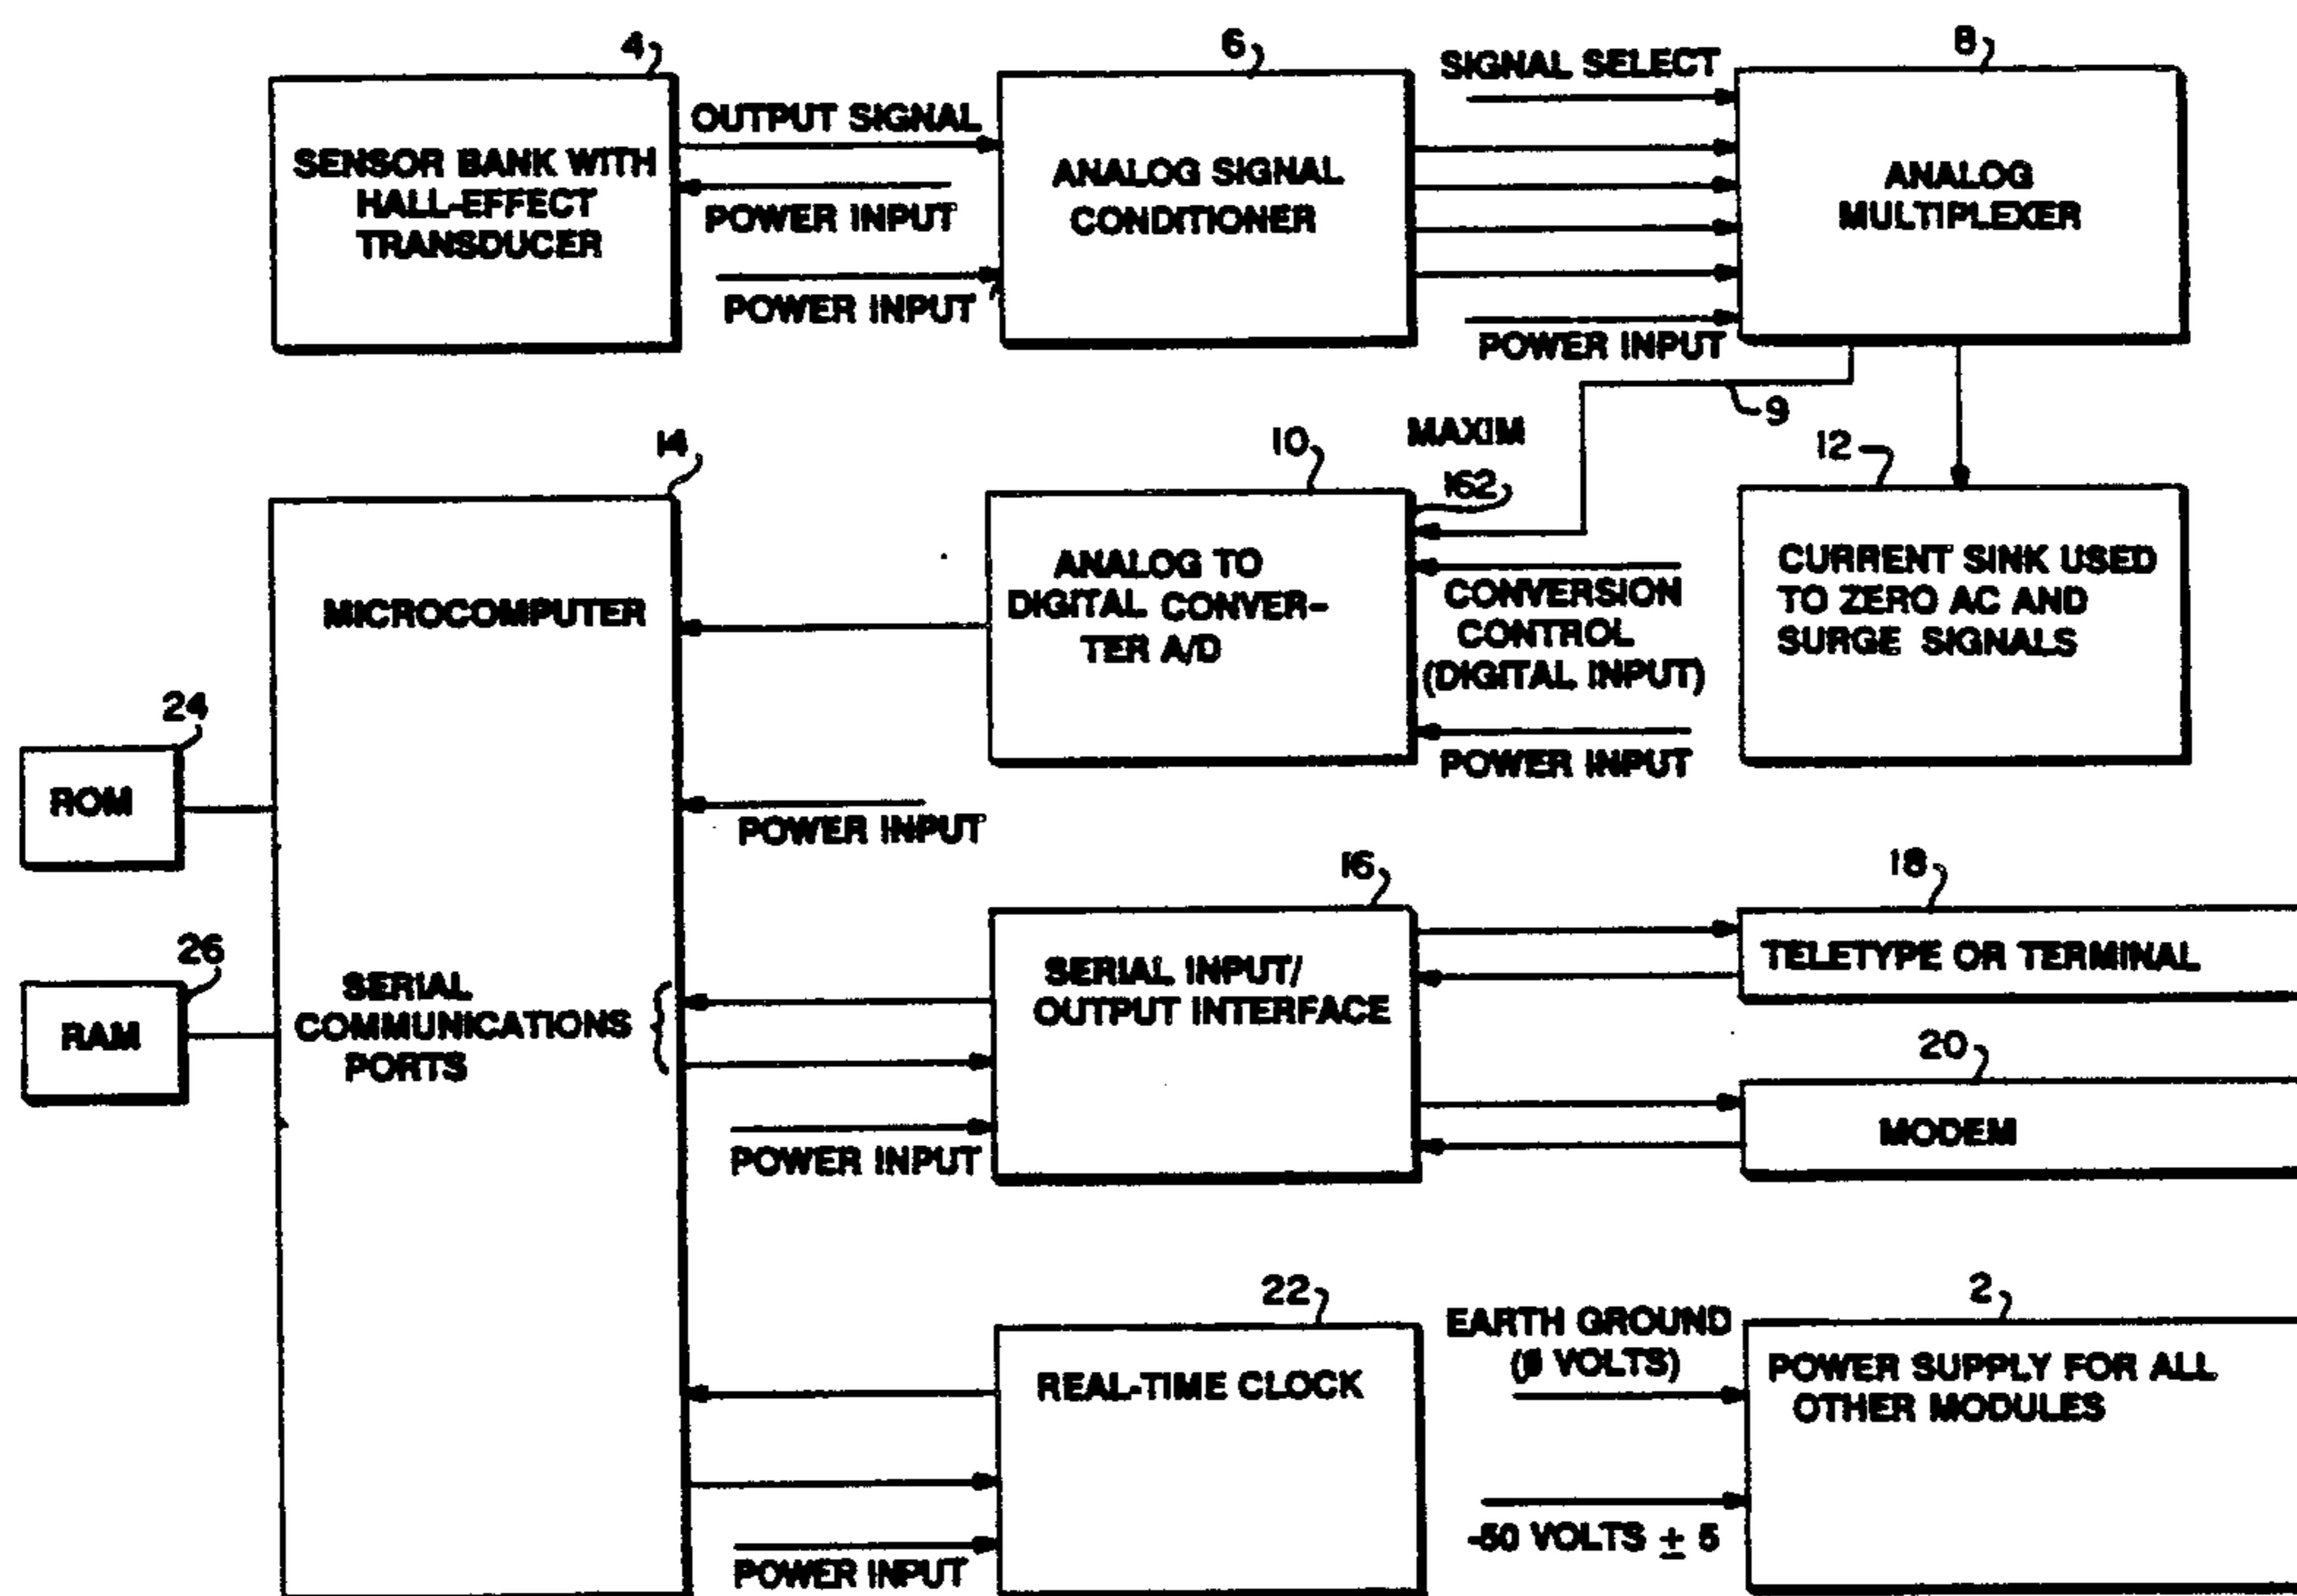 4
6
SIGNAL SELECT
8
OUTPUT SIGNAL
SENSOR BANK WITH
HALL-EFFECT
TRANSDUCER
POWER INPUT
POWER INPUT
ANALOG SIGNAL
CONDITIONER
ANALOG
MULTIPLEXER
POWER INPUT
9
14
10
MAXIM
162
12
MICROCOMPUTER
ANALOG TO
DIGITAL CONVER-
TER A/D
CONVERSION
CONTROL
(DIGITAL INPUT)
POWER INPUT
CURRENT SINK USED
TO ZERO AC AND
SURGE SIGNALS
24
ROM
POWER INPUT
16
18
26
RAM
SERIAL
COMMUNICATIONS
PORTS
SERIAL INPUT/
OUTPUT INTERFACE
TELETYPE OR TERMINAL
20
MODEM
POWER INPUT
22
EARTH GROUND
(0 VOLTS)
2
REAL-TIME CLOCK
POWER SUPPLY FOR ALL
OTHER MODULES
-50 VOLTS ± 5
POWER INPUT